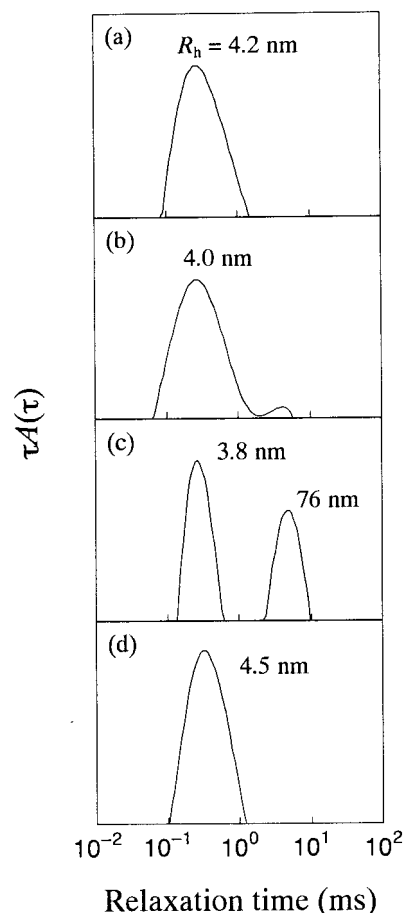 (a)
R_h = 4.2 nm
(b)
4.0 nm
(c)
3.8 nm
76 nm
(d)
4.5 nm
τA(τ)
10^-2 10^-1 10^0 10^1 10^2
Relaxation time (ms)